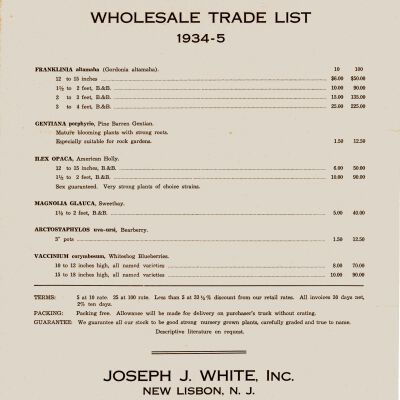 WHOLESALE TRADE LIST
1934-5
10 100
FRANKLINIA altamaha (Gordonia altamaha).
12 to 15 inches $6.00 $50.00
1½ to 2 feet, B.&B. 10.00 90.00
2 to 3 feet, B.&B. 15.00 135.00
3 to 4 feet, B.&B. 25.00 225.00
GENTIANA porphyrio, Pine Barren Gentian.
Mature blooming plants with strong roots.
Especially suitable for rock gardens. 1.50 12.50
ILEX OPACA, American Holly.
12 to 15 inches, B.&B. 6.00 50.00
1½ to 2 feet, B.&B. 10.00 90.00
Sex guaranteed. Very strong plants of choice strains.
MAGNOLIA GLAUCA, Sweetbay.
1½ to 2 feet, B.&B. 5.00 40.00
ARCTOSTAPHYLOS uva-ursi, Bearberry.
3" pots 1.50 12.50
VACCINIUM corymbosum, Whitesbog Blueberries.
10 to 12 inches high, all named varieties 8.00 70.00
15 to 18 inches high, all named varieties 10.00 90.00
TERMS: 5 at 10 rate. 25 at 100 rate. Less than 5 at 33⅓% discount from our retail rates. All invoices 30 days net,
2% ten days.
PACKING: Packing free. Allowance will be made for delivery on purchaser's truck without crating.
GUARANTEE: We guarantee all our stock to be good strong nursery grown plants, carefully graded and true to name.
Descriptive literature on request.
JOSEPH J. WHITE, INC.
NEW LISBON, N. J.